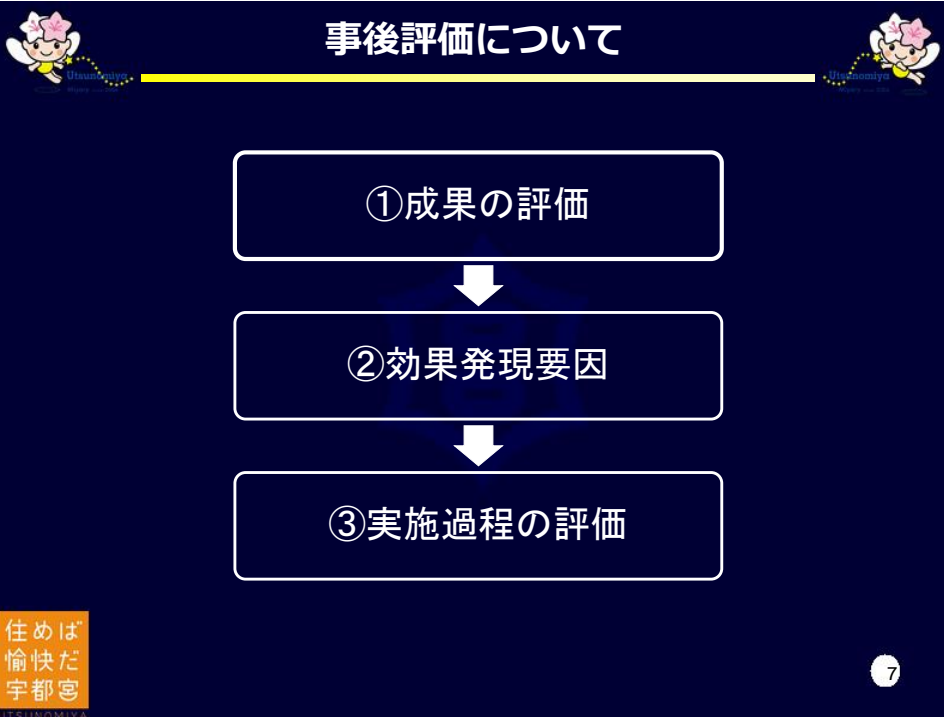 事後評価について
Utsunomiya
Utsunomiya
①成果の評価
②効果発現要因
③実施過程の評価
住めば
愉快だ
宇都宮
UTSUNOMIYA
7